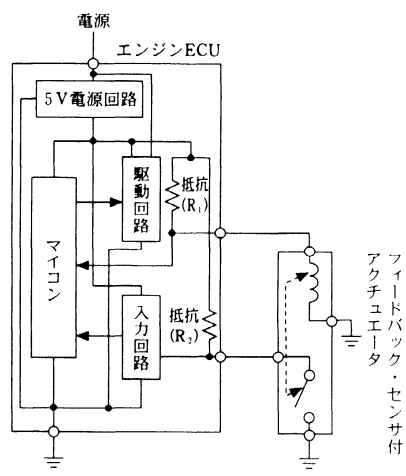 電源
エンジンECU
5V電源回路
駆動回路
抵抗
(R₁)
マイコン
入力回路
抵抗
(R₂)
フィードバック・センサ付
アクチュエータ